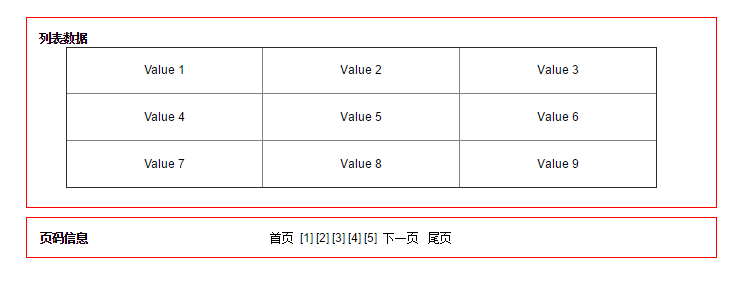 列表数据
Value 1 Value 2 Value 3
Value 4 Value 5 Value 6
Value 7 Value 8 Value 9
页码信息 首页 [1] [2] [3] [4] [5] 下一页 尾页